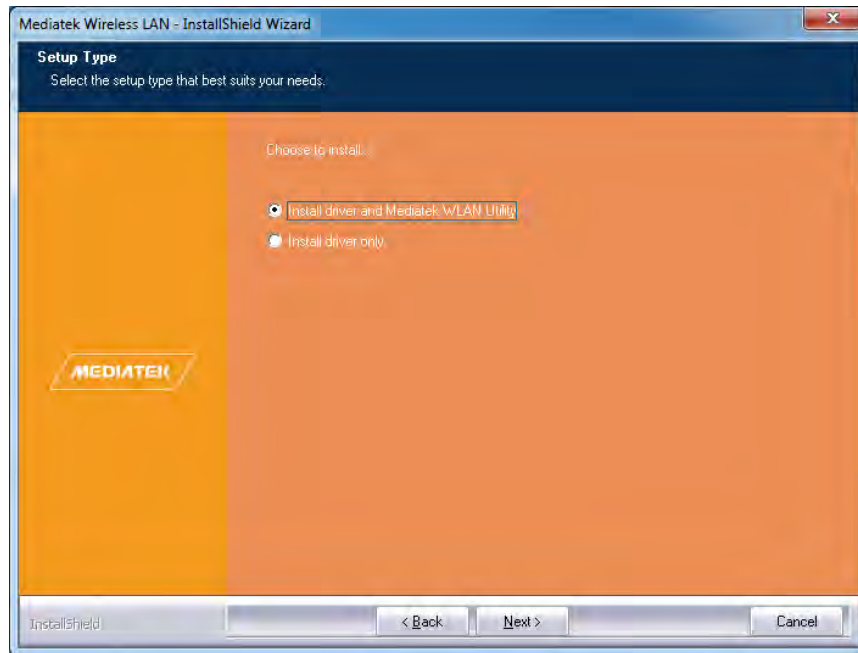 Mediatek Wireless LAN - InstallShield Wizard
Setup Type
Select the setup type that best suits your needs.
Choose to install.
Install driver and Mediatek WLAN Utility
Install driver only.
MEDIATEK
InstallShield
< Back
Next >
Cancel